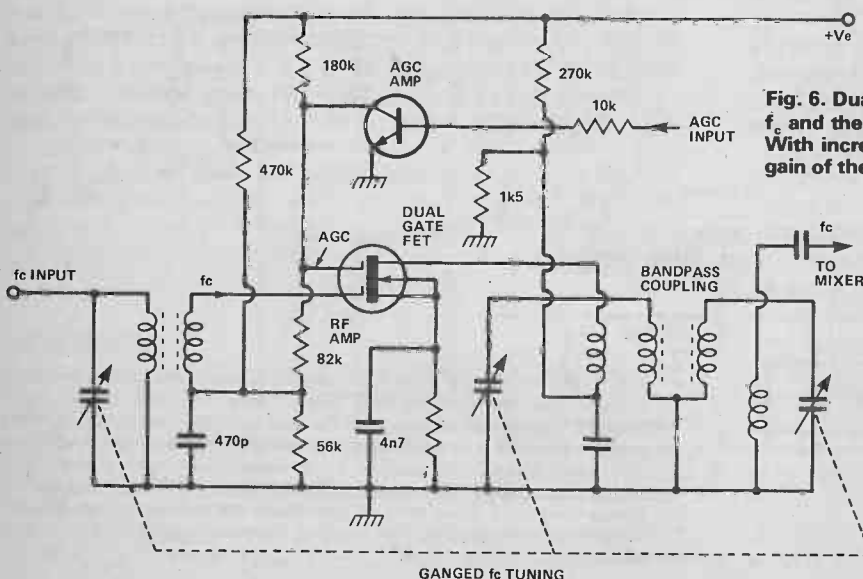 +Ve
180k
AGC
AMP
270k
10k
AGC
INPUT
Fig. 6. Dua
fc and the
With incre
gain of the
470k
1k5
DUAL
GATE
FET
AGC
fc INPUT
fc
RF
AMP
BANDPASS
COUPLING
fc
TO
MIXER
82k
470p
56k
4n7
GANGED fc TUNING